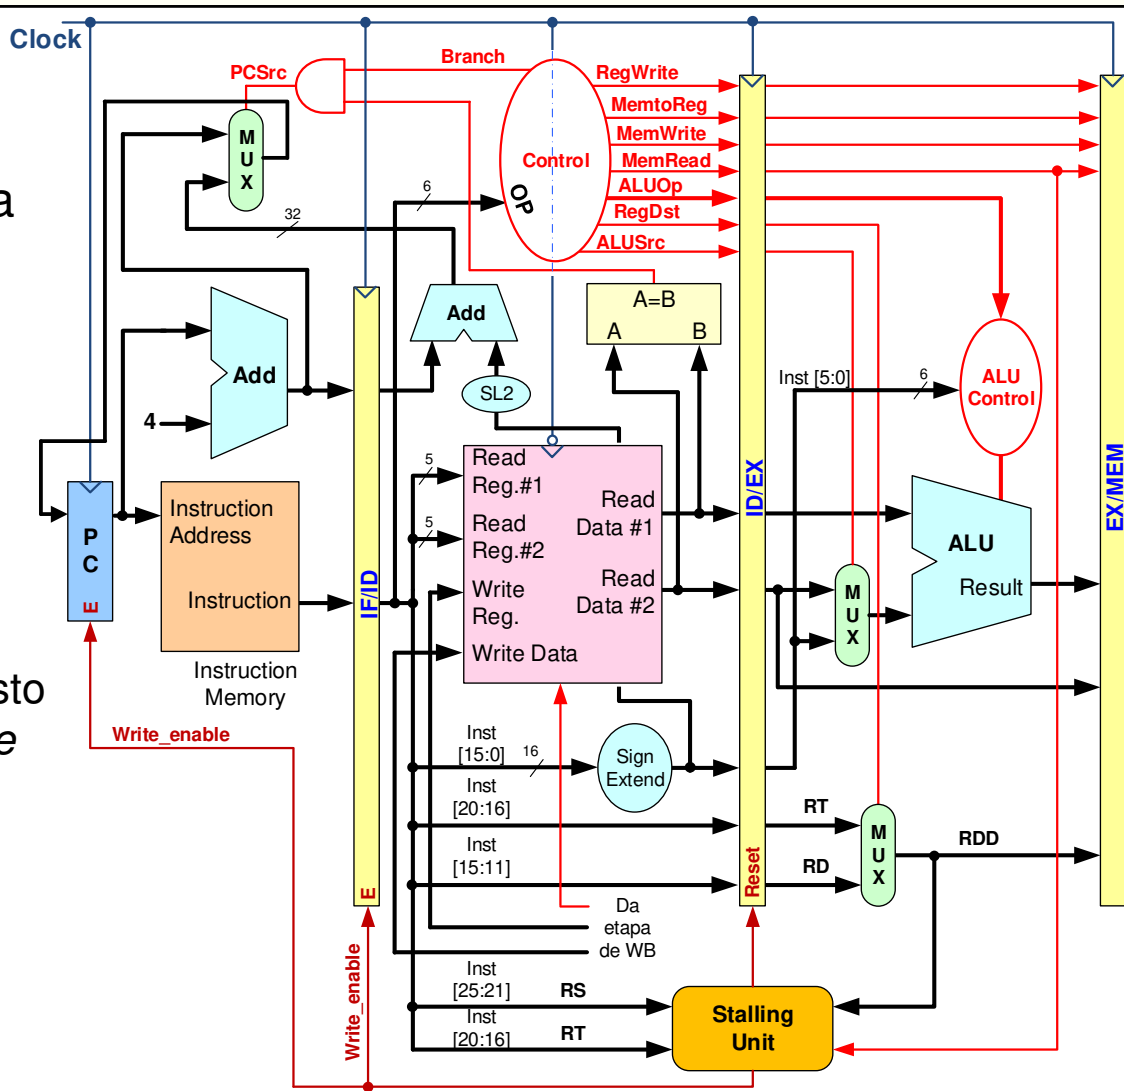 Clock
Branch
PCSrc
RegWrite
MemtoReg
MemWrite
MemRead
ALUOp
RegDst
ALUSrc
Control
OP
M
U
X
6
32
a
Add
4
Add
SL2
A=B
A B
Inst [5:0]
6
ALU
Control
P
C
E
Instruction
Address
Instruction
Instruction
Memory
IF/ID
E
5
Read
Reg.#1
5
Read
Reg.#2
Write
Reg.
Write Data
Read
Data #1
Read
Data #2
ID/EX
Reset
ALU
Result
M
U
X
EX/MEM
sto
e
Write_enable
Inst
[15:0]
16
Sign
Extend
Inst
[20:16]
RT
Inst
[15:11]
RD
M
U
X
RDD
Da
etapa
de WB
Write_enable
Inst
[25:21]
RS
Inst
[20:16]
RT
Stalling
Unit